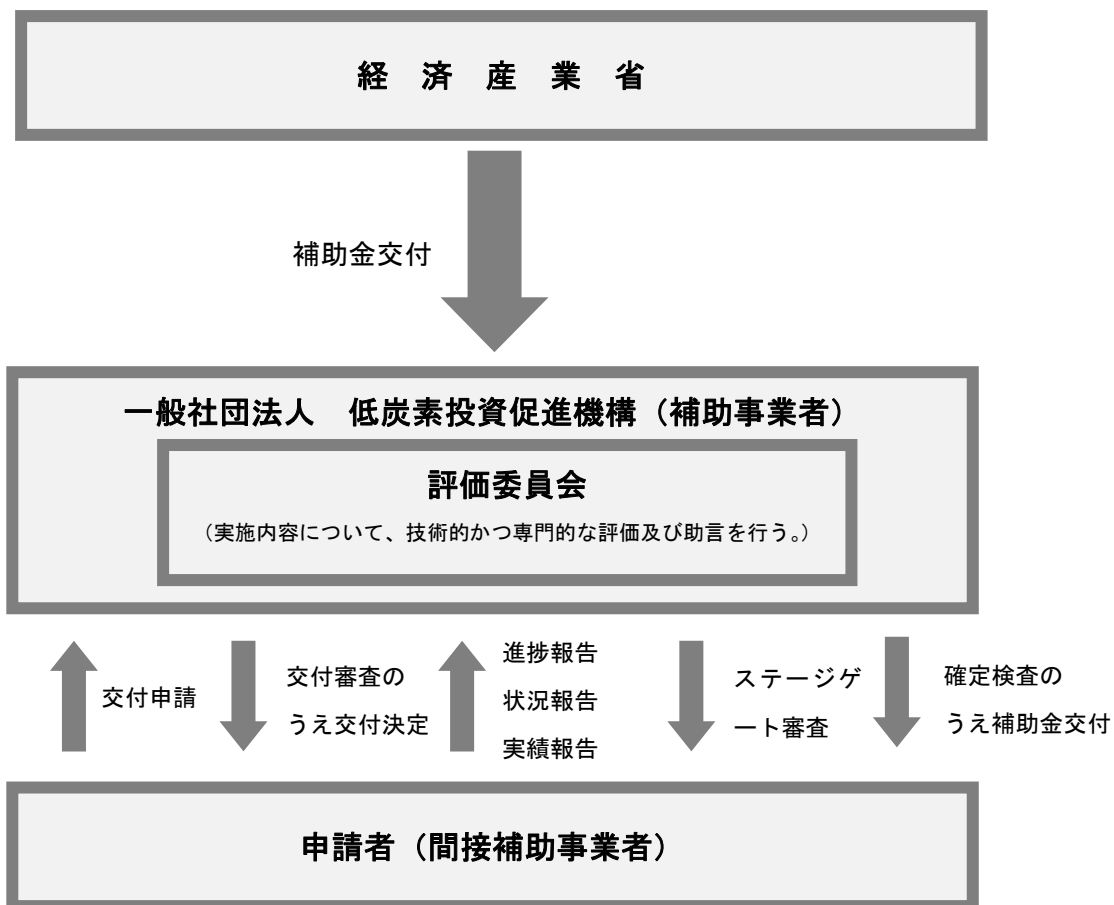 経 済 産 業 省
補助金交付
一般社団法人 低炭素投資促進機構（補助事業者）
評価委員会
（実施内容について、技術的かつ専門的な評価及び助言を行う。）
交付申請
交付審査の
うえ交付決定
進捗報告
状況報告
実績報告
ステージゲ
ート審査
確定検査の
うえ補助金交付
申請者（間接補助事業者）